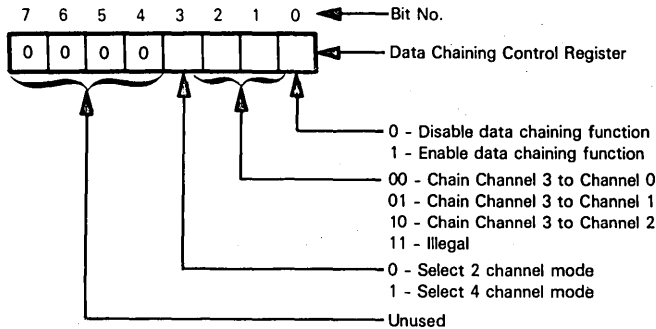 7 6 5 4 3 2 1 0 Bit No.
0 0 0 0 Data Chaining Control Register
0 - Disable data chaining function
1 - Enable data chaining function
00 - Chain Channel 3 to Channel 0
01 - Chain Channel 3 to Channel 1
10 - Chain Channel 3 to Channel 2
11 - Illegal
0 - Select 2 channel mode
1 - Select 4 channel mode
Unused